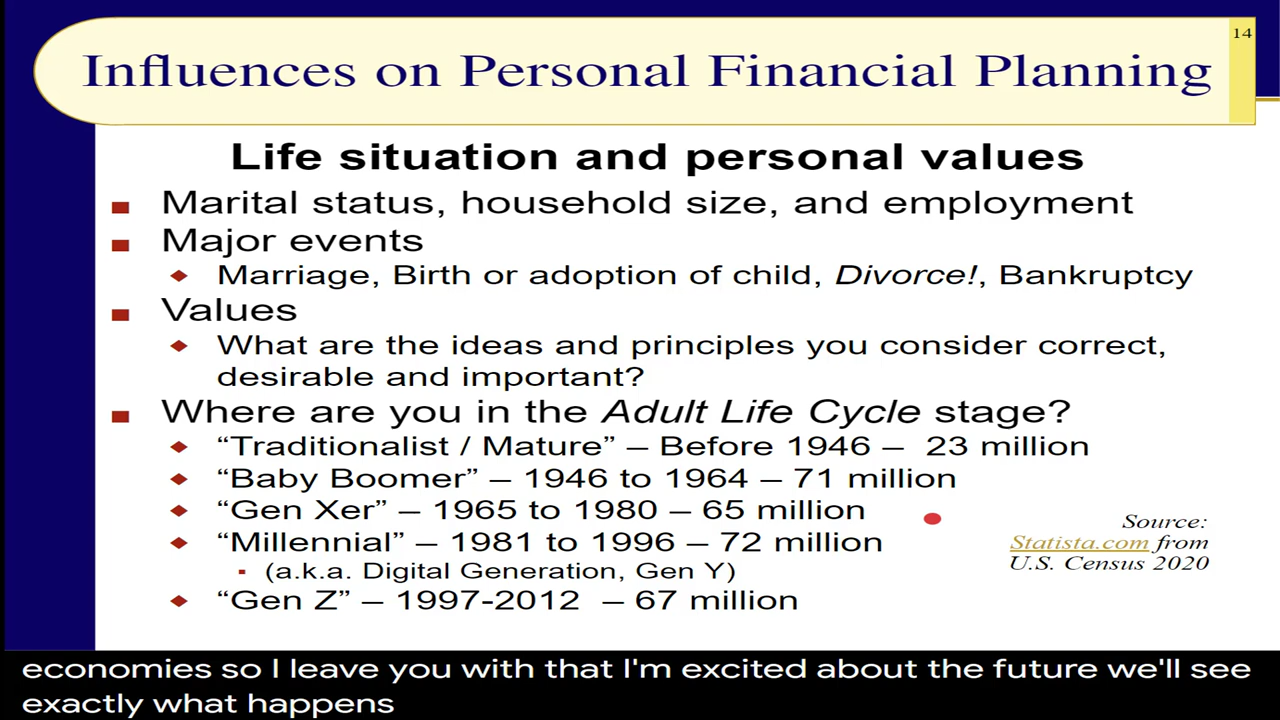 14
Influences on Personal Financial Planning
Life situation and personal values
Marital status, household size, and employment
Major events
Marriage, Birth or adoption of child, Divorce!, Bankruptcy
Values
What are the ideas and principles you consider correct,
desirable and important?
Where are you in the Adult Life Cycle stage?
“Traditionalist / Mature” – Before 1946 – 23 million
“Baby Boomer” – 1946 to 1964 – 71 million
“Gen Xer” – 1965 to 1980 – 65 million
“Millennial” – 1981 to 1996 – 72 million
(a.k.a. Digital Generation, Gen Y)
“Gen Z” – 1997-2012 – 67 million
Source:
Statista.com from
U.S. Census 2020
economies so I leave you with that I'm excited about the future we'll see
exactly what happens